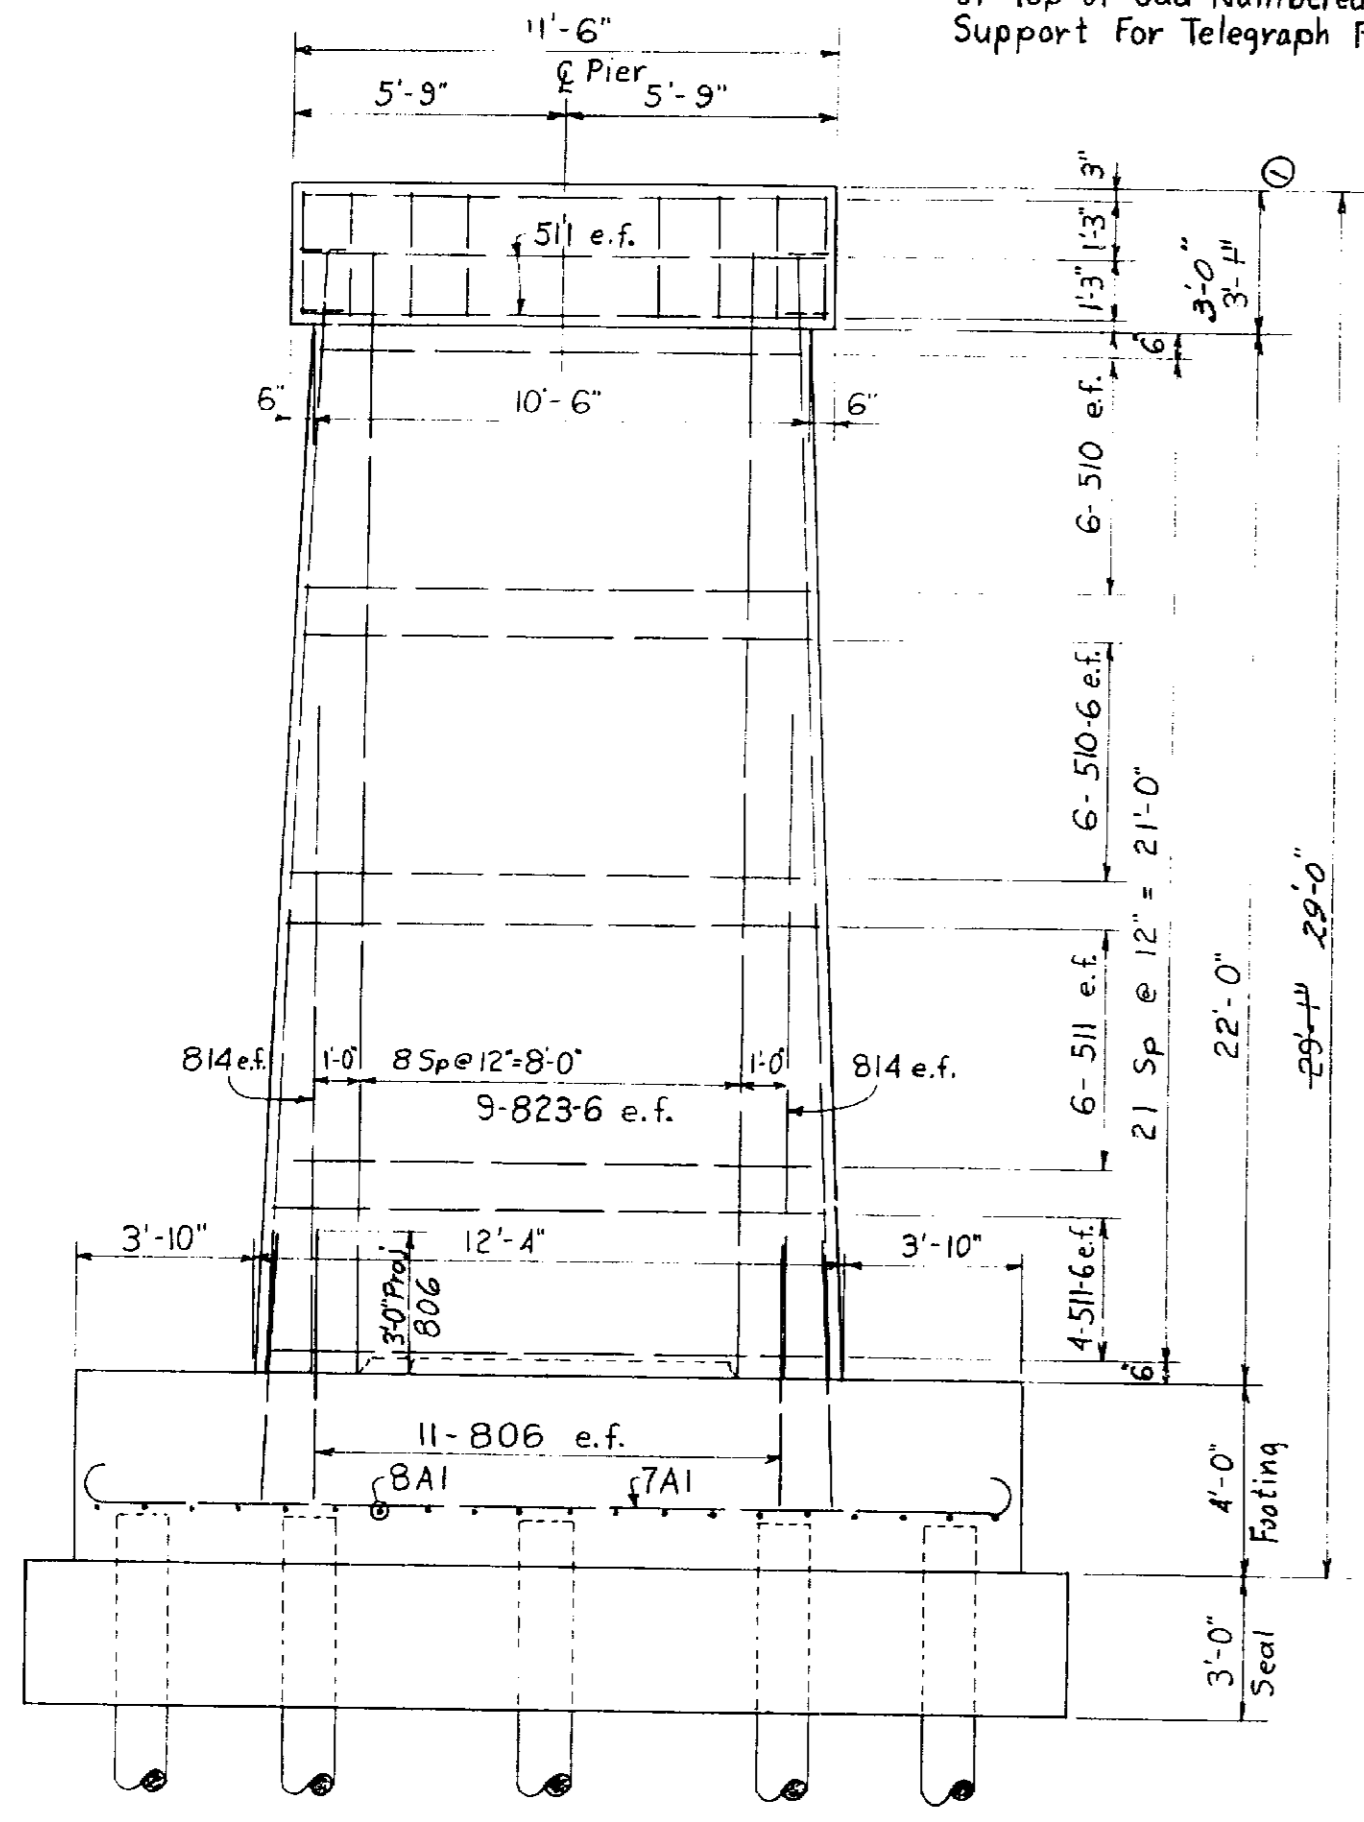 Support For Telegraph
11'-6"
℄ Pier
5'-9"
5'-9"
3"
1'-3"
1'-3"
3'-0"
3'-1"
1
511 e.f.
6"
6"
10'-6"
6"
6- 510 e.f.
6- 510-6 e.f.
6- 511 e.f.
4-511-6 e.f.
21 Sp @ 12" = 21'-0"
6"
22'-0"
29'-1" 29'-0"
814 e.f.
1'-0"
8 Sp @ 12"=8'-0"
1'-0"
814 e.f.
9-823-6 e.f.
3'-10"
12'-4"
3'-10"
3'-0" Proj.
806
11-806 e.f.
8A1
7A1
4'-0"
Footing
3'-0"
Seal